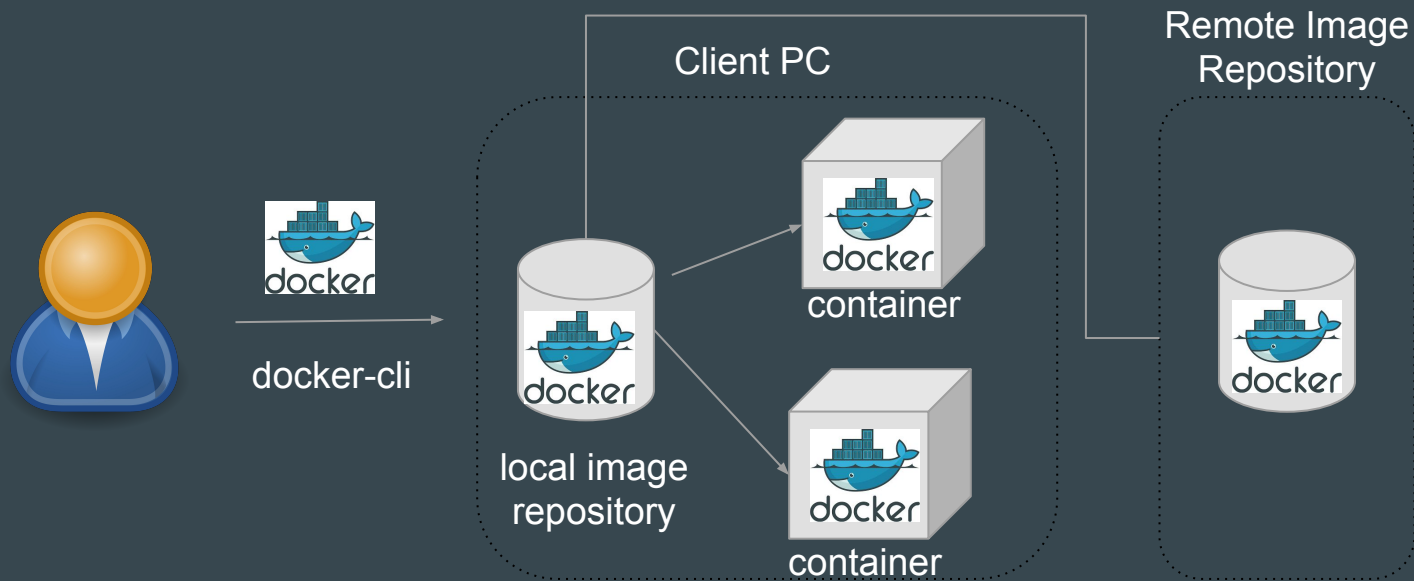 Remote Image
Repository
Client PC
docker
docker-cli
docker
local image
repository
docker
container
docker
container
docker